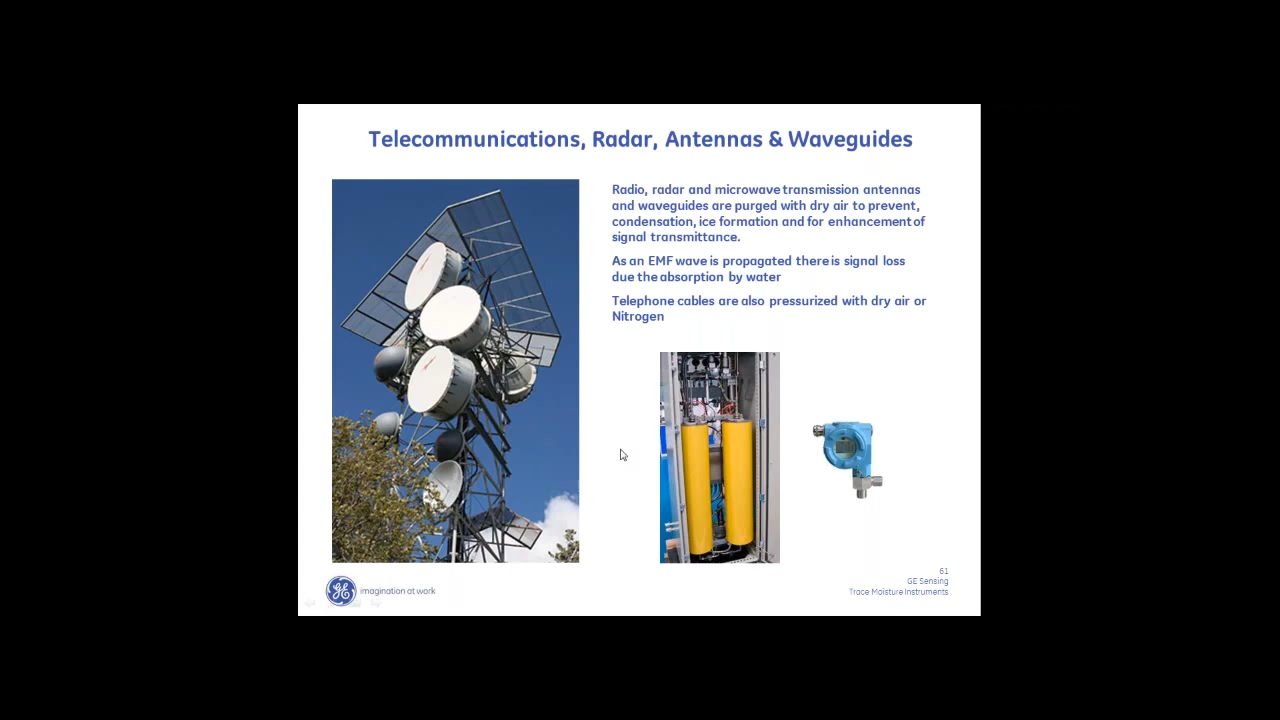 Telecommunications, Radar, Antennas & Waveguides
Radio, radar and microwave transmission antennas
and waveguides are purged with dry air to prevent,
condensation, ice formation and for enhancement of
signal transmittance.
As an EMF wave is propagated there is signal loss
due the absorption by water
Telephone cables are also pressurized with dry air or
Nitrogen
61
GE Sensing
Trace Moisture Instruments
GE
imagination at work